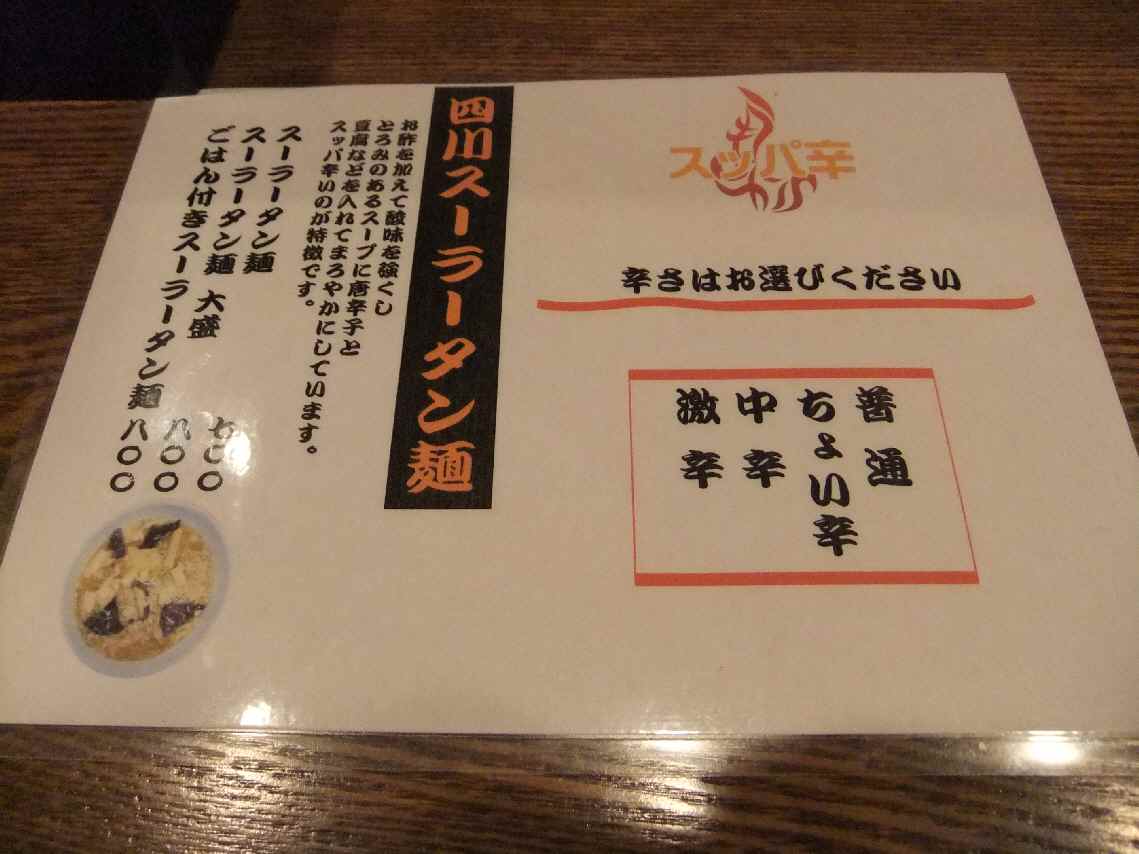 スッパ辛
辛さはお選びください
普通
ちょい辛
中辛
激辛
四川スーラータン麺
お酢を加えて酸味を強くし
とろみのあるスープに唐辛子と
豆腐などを入れてまろやかにしています。
スッパ辛いのが特徴です。
スーラータン麺 七〇〇
スーラータン麺 大盛 八〇〇
ごはん付きスーラータン麺 八〇〇